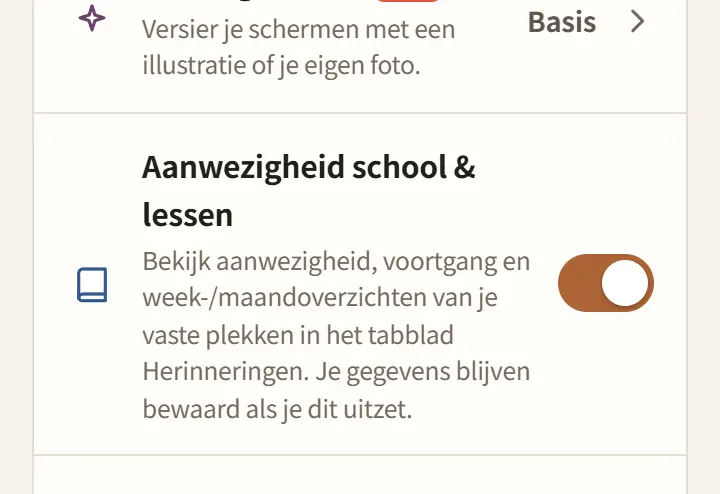 Versier je schermen met een
illustratie of je eigen foto.
Basis
Aanwezigheid school &
lessen
Bekijk aanwezigheid, voortgang en
week-/maandoverzichten van je
vaste plekken in het tabblad
Herinneringen. Je gegevens blijven
bewaard als je dit uitzet.